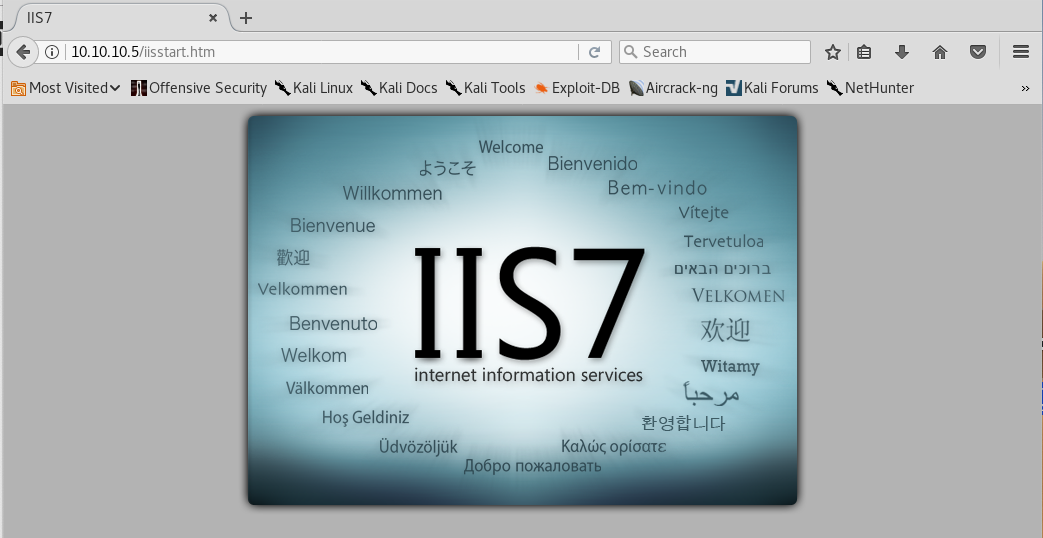 IIS7
10.10.10.5/iisstart.htm
Search
Most Visited Offensive Security Kali Linux Kali Docs Kali Tools Exploit-DB Aircrack-ng Kali Forums NetHunter »
Welcome
ようこそ
Bienvenido
Willkommen
Bem-vindo
Bienvenue
Vítejte
歡迎
Tervetuloa
ברוכים הבאים
Velkommen
VELKOMEN
IIS7
Benvenuto
欢迎
Welkom
Witamy
internet information services
Välkommen
مرحباً
Hoş Geldiniz
환영합니다
Üdvözöljük
Καλώς ορίσατε
Добро пожаловать